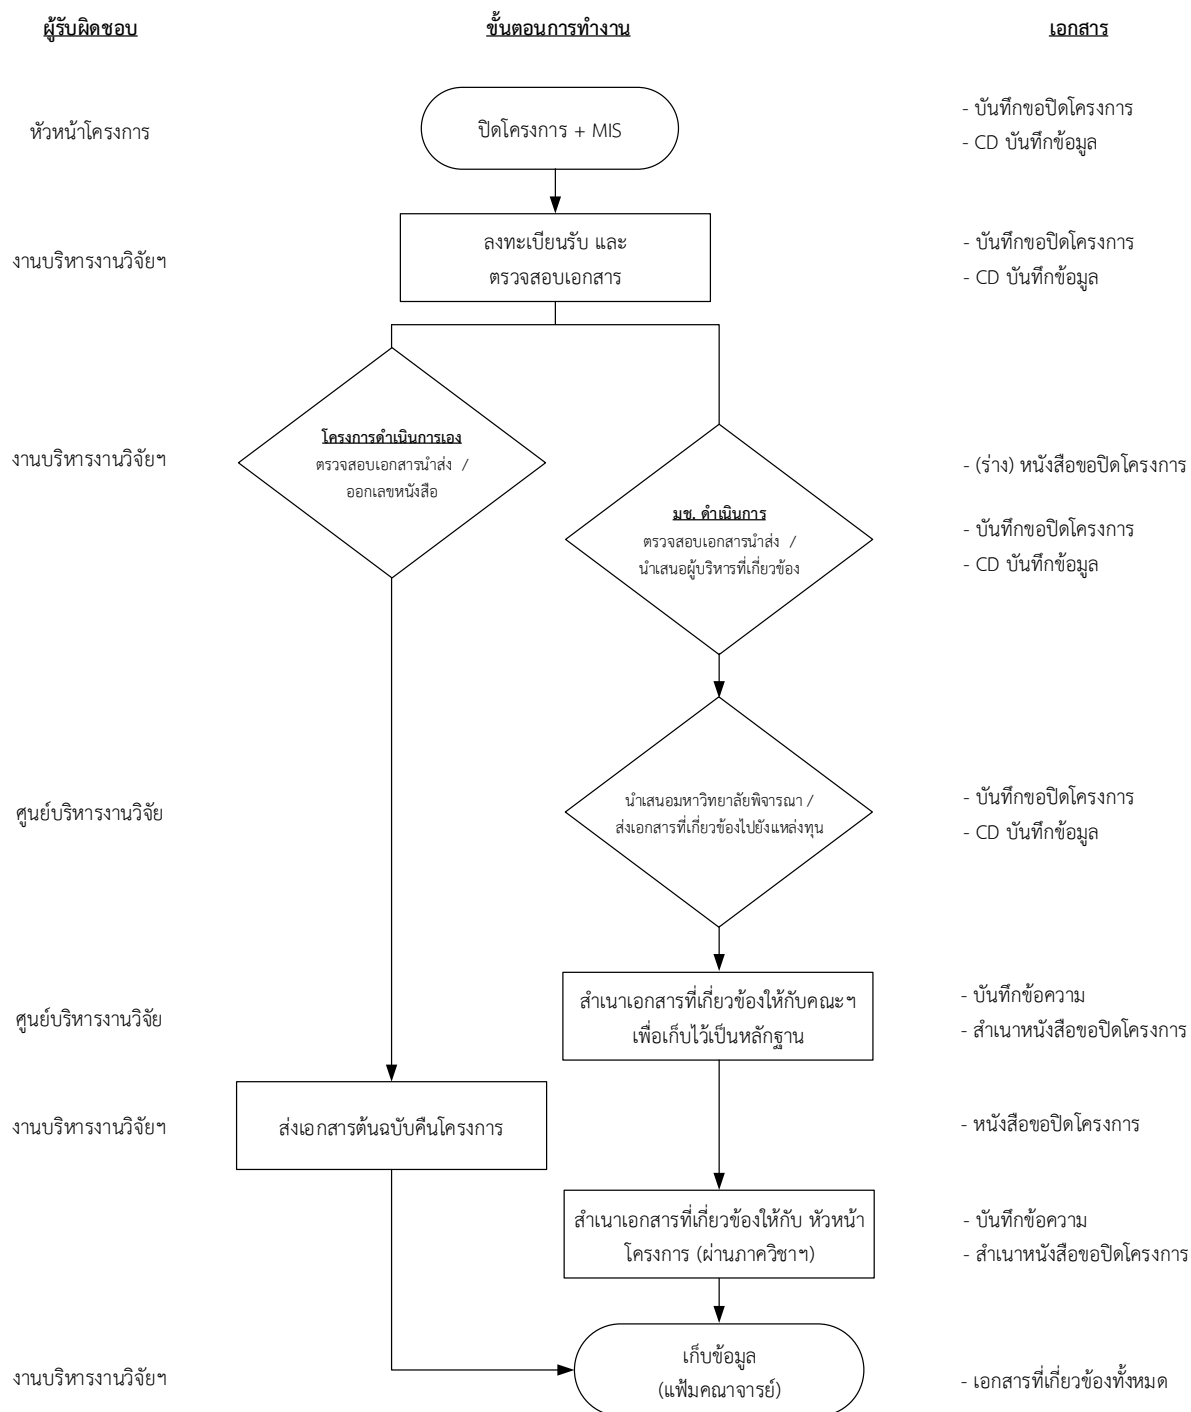 ผู้รับผิดชอบ
ขั้นตอนการทำงาน
เอกสาร
หัวหน้าโครงการ
ปิดโครงการ + MIS
- บันทึกขอปิดโครงการ
- CD บันทึกข้อมูล
งานบริหารงานวิจัยฯ
ลงทะเบียนรับ และ
ตรวจสอบเอกสาร
- บันทึกขอปิดโครงการ
- CD บันทึกข้อมูล
งานบริหารงานวิจัยฯ
โครงการดำเนินการเอง
ตรวจสอบเอกสารนำส่ง /
ออกเลขหนังสือ
มช. ดำเนินการ
ตรวจสอบเอกสารนำส่ง /
นำเสนอผู้บริหารที่เกี่ยวข้อง
- (ร่าง) หนังสือขอปิดโครงการ
- บันทึกขอปิดโครงการ
- CD บันทึกข้อมูล
ศูนย์บริหารงานวิจัย
นำเสนอมหาวิทยาลัยพิจารณา /
ส่งเอกสารที่เกี่ยวข้องไปยังแหล่งทุน
- บันทึกขอปิดโครงการ
- CD บันทึกข้อมูล
ศูนย์บริหารงานวิจัย
สำเนาเอกสารที่เกี่ยวข้องให้กับคณะฯ
เพื่อเก็บไว้เป็นหลักฐาน
- บันทึกข้อความ
- สำเนาหนังสือขอปิดโครงการ
งานบริหารงานวิจัยฯ
ส่งเอกสารต้นฉบับคืนโครงการ
- หนังสือขอปิดโครงการ
สำเนาเอกสารที่เกี่ยวข้องให้กับ หัวหน้า
โครงการ (ผ่านภาควิชาฯ)
- บันทึกข้อความ
- สำเนาหนังสือขอปิดโครงการ
งานบริหารงานวิจัยฯ
เก็บข้อมูล
(แฟ้มคณาจารย์)
- เอกสารที่เกี่ยวข้องทั้งหมด